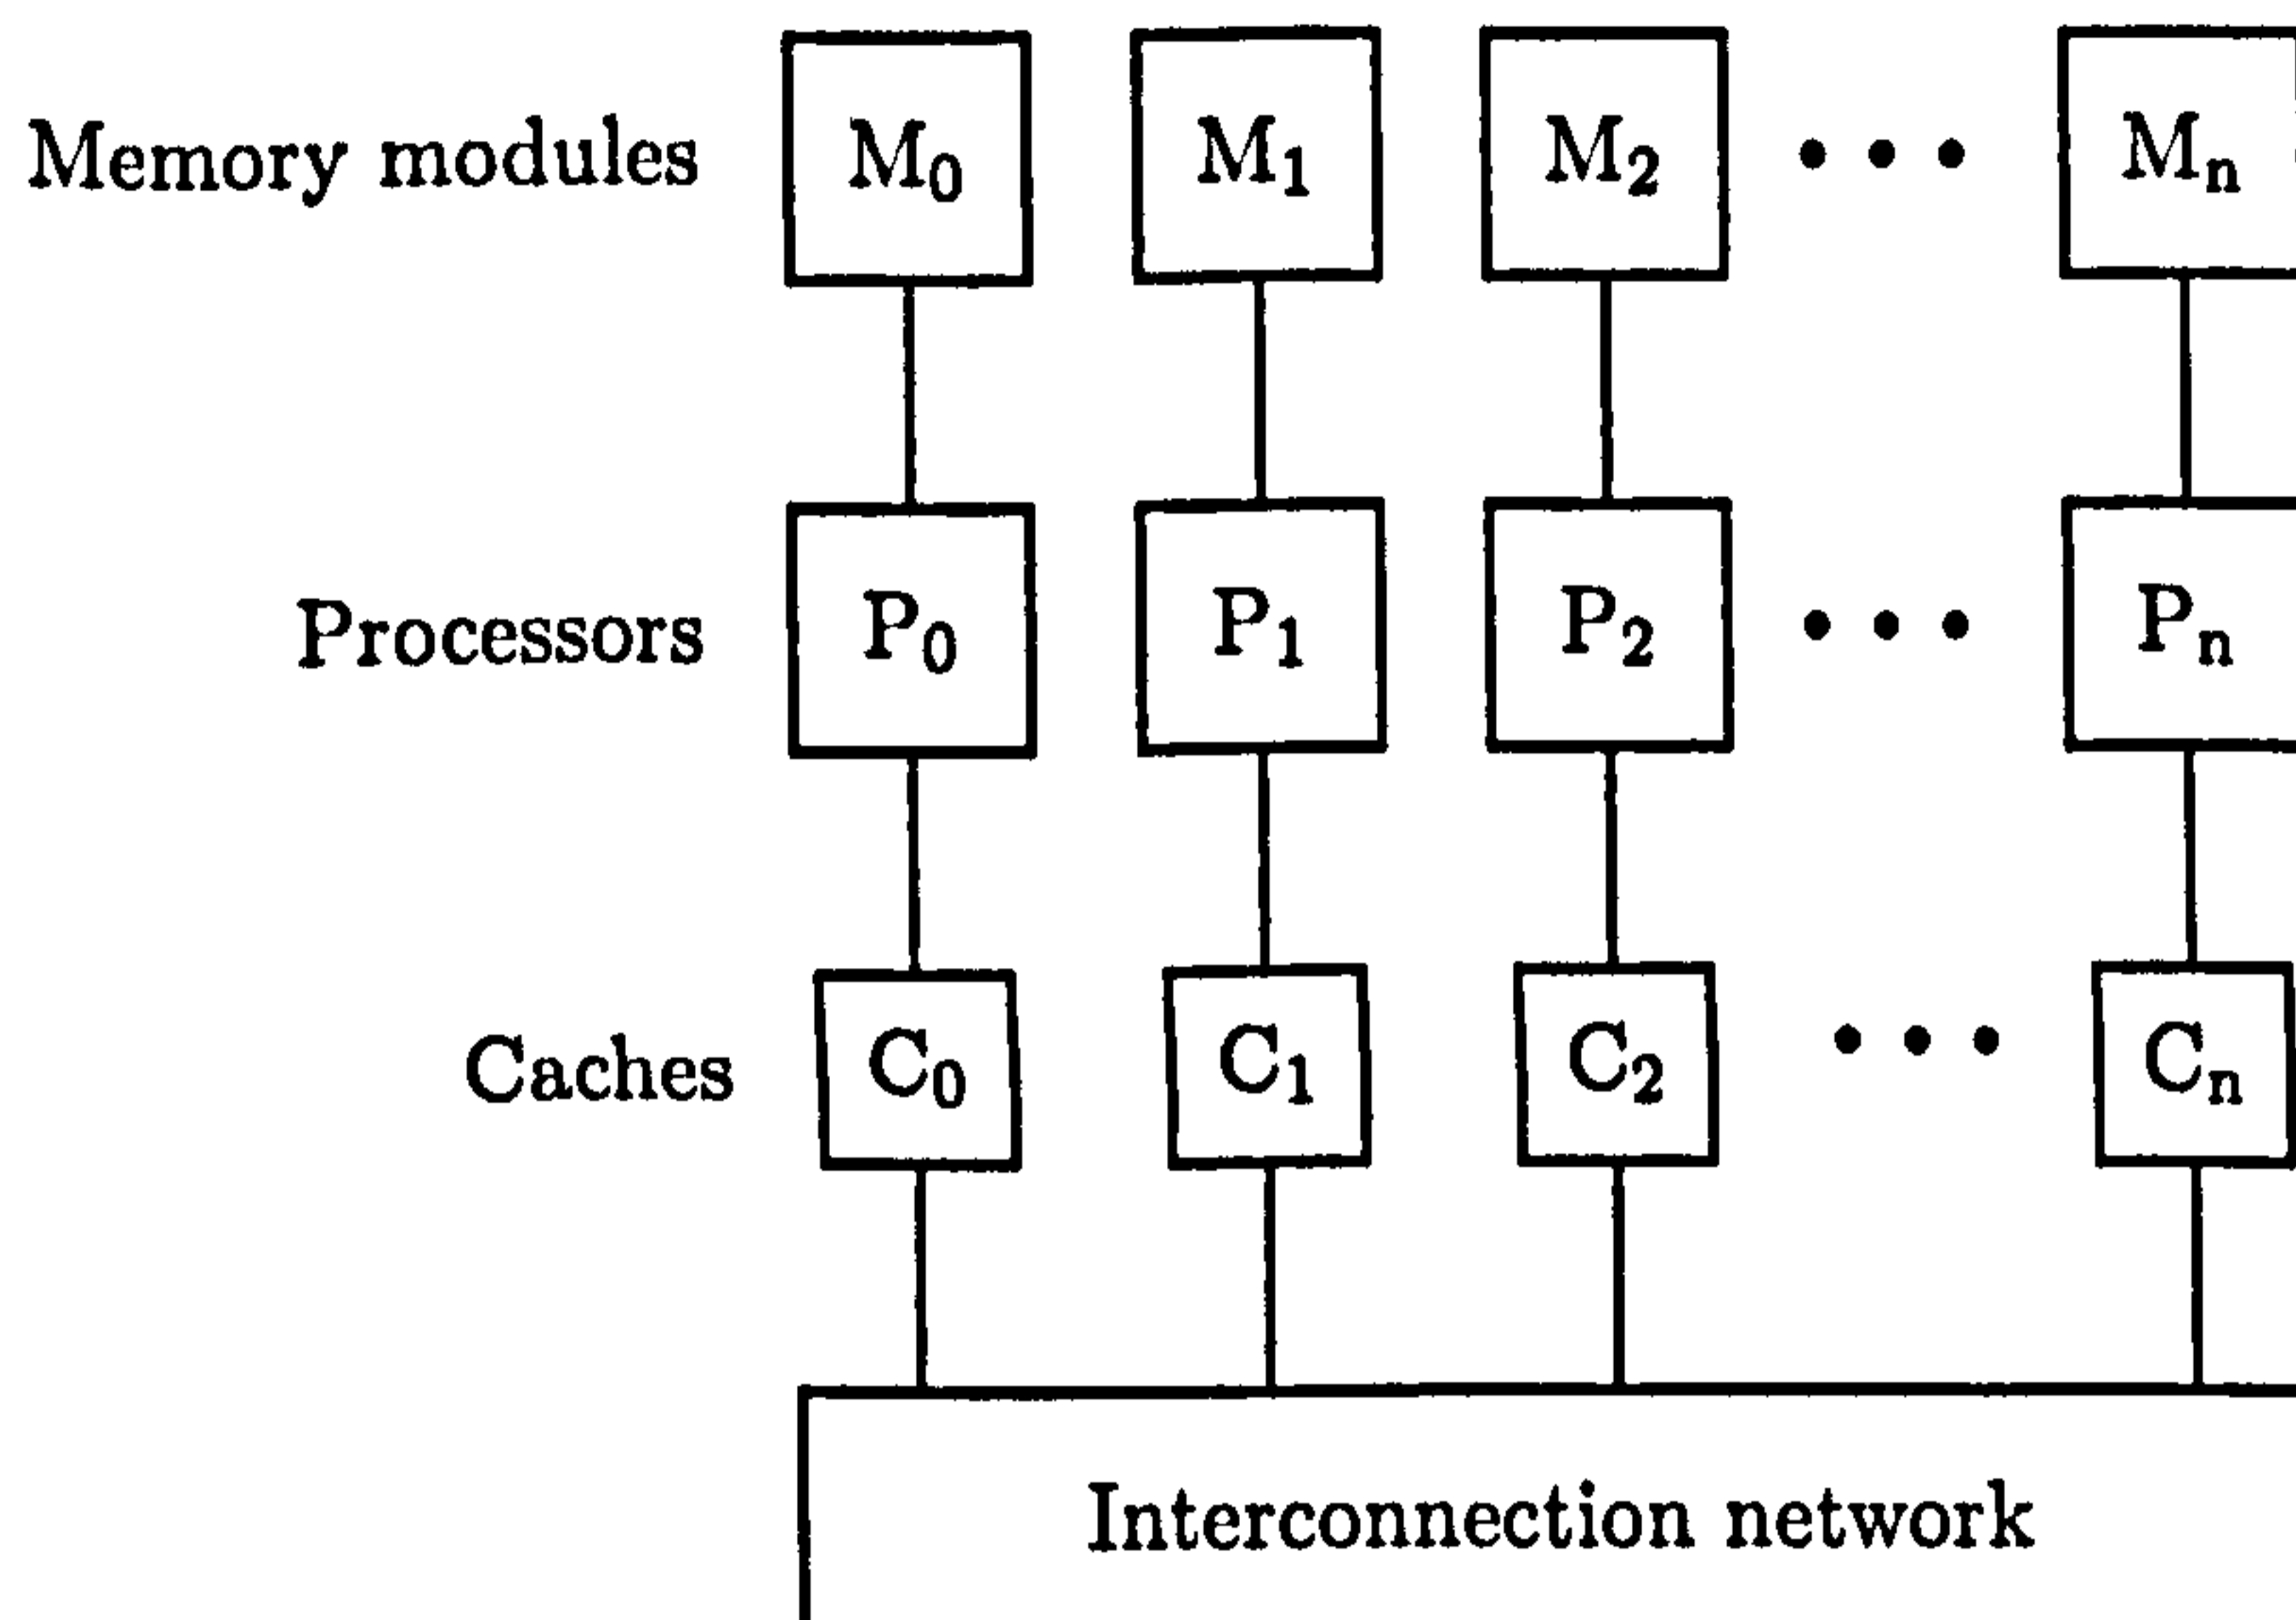 Memory modules M₀ M₁ M₂ • • • Mₙ
Processors P₀ P₁ P₂ • • • Pₙ
Caches C₀ C₁ C₂ • • • Cₙ
Interconnection network